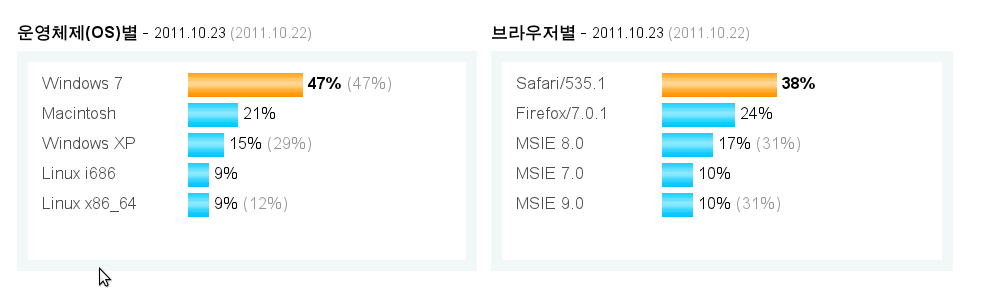 운영체제(OS)별 - 2011.10.23 (2011.10.22)
Windows 7 47% (47%)
Macintosh 21%
Windows XP 15% (29%)
Linux i686 9%
Linux x86_64 9% (12%)
브라우저별 - 2011.10.23 (2011.10.22)
Safari/535.1 38%
Firefox/7.0.1 24%
MSIE 8.0 17% (31%)
MSIE 7.0 10%
MSIE 9.0 10% (31%)